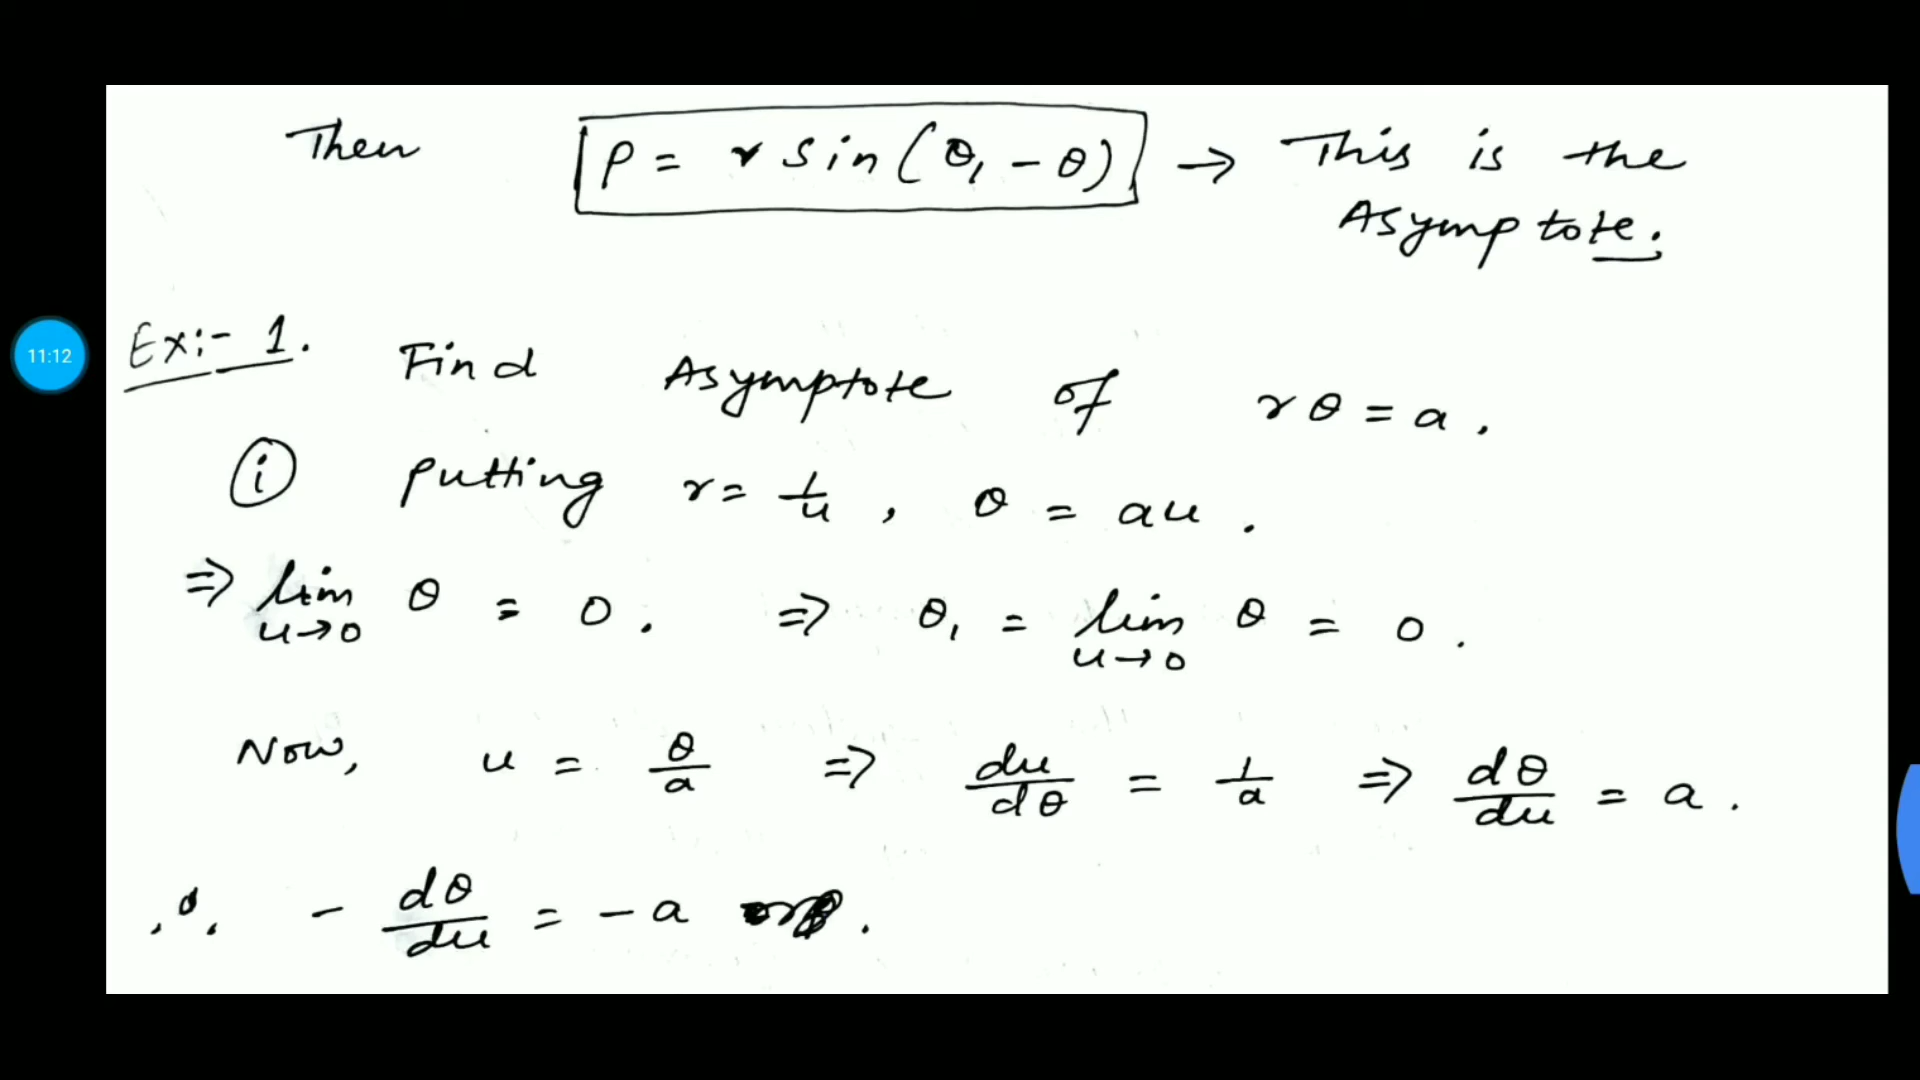 Then P = r sin(θ₁ - θ) → This is the
Asymptote.
11:12
Ex:- 1. Find Asymptote of rθ = a.
(i) putting r = 1/u, θ = au.
⇒ lim u→0 θ = 0. ⇒ θ₁ = lim u→0 θ = 0.
Now, u = θ/a ⇒ du/dθ = 1/a ⇒ dθ/du = a.
∴ - dθ/du = - a .